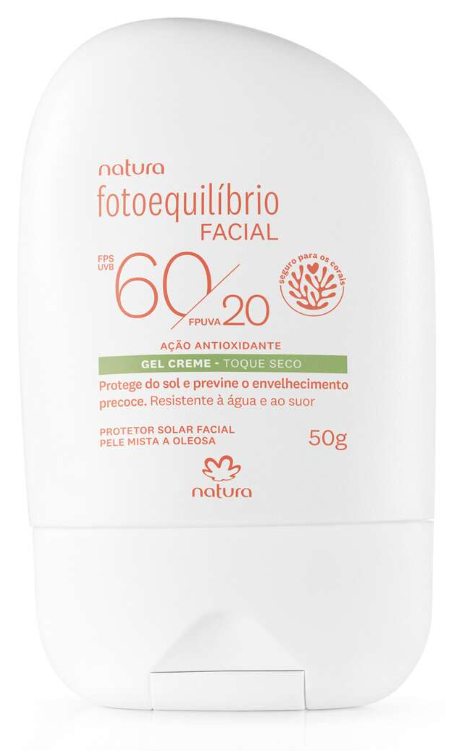 natura
fotoequilíbrio
FACIAL
FPS
UVB
60/20
FPUVA
seguro para os corais
AÇÃO ANTIOXIDANTE
GEL CREME - TOQUE SECO
Protege do sol e previne o envelhecimento
precoce. Resistente à água e ao suor
PROTETOR SOLAR FACIAL
PELE MISTA A OLEOSA
50g
natura